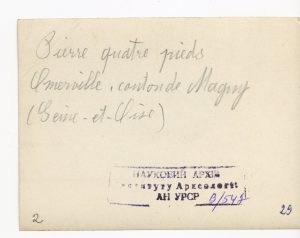 Pierre quatre pieds
Omerville, canton de Magny
(Seine-et-Oise)
НАУКОВИЙ АРХІВ
Інституту Археології
АН УРСР
2
29